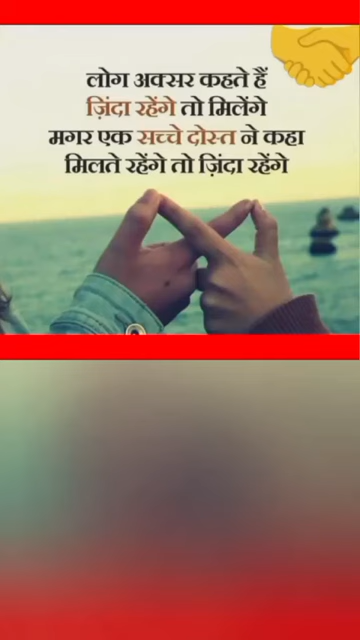 लोग अक्सर कहते हैं
ज़िंदा रहेंगे तो मिलेंगे
मगर एक सच्चे दोस्त ने कहा
मिलते रहेंगे तो ज़िंदा रहेंगे